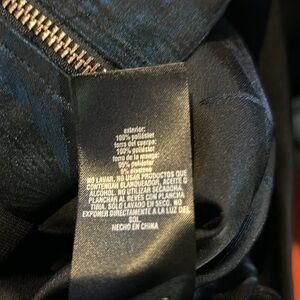 exterior:
100% poliéster
forro del cuerpo:
100% poliéster
forro de la manga:
95% poliéster
5% elastano
NO LAVAR. NO USAR PRODUCTOS QUE
CONTENGAN BLANQUEADOR, ACEITE O
ALCOHOL. NO UTILIZAR SECADORA.
PLANCHAR AL REVÉS CON PLANCHA
TIBIA. SÓLO LAVADO EN SECO. NO
EXPONER DIRECTAMENTE A LA LUZ DEL
SOL.
HECHO EN CHINA